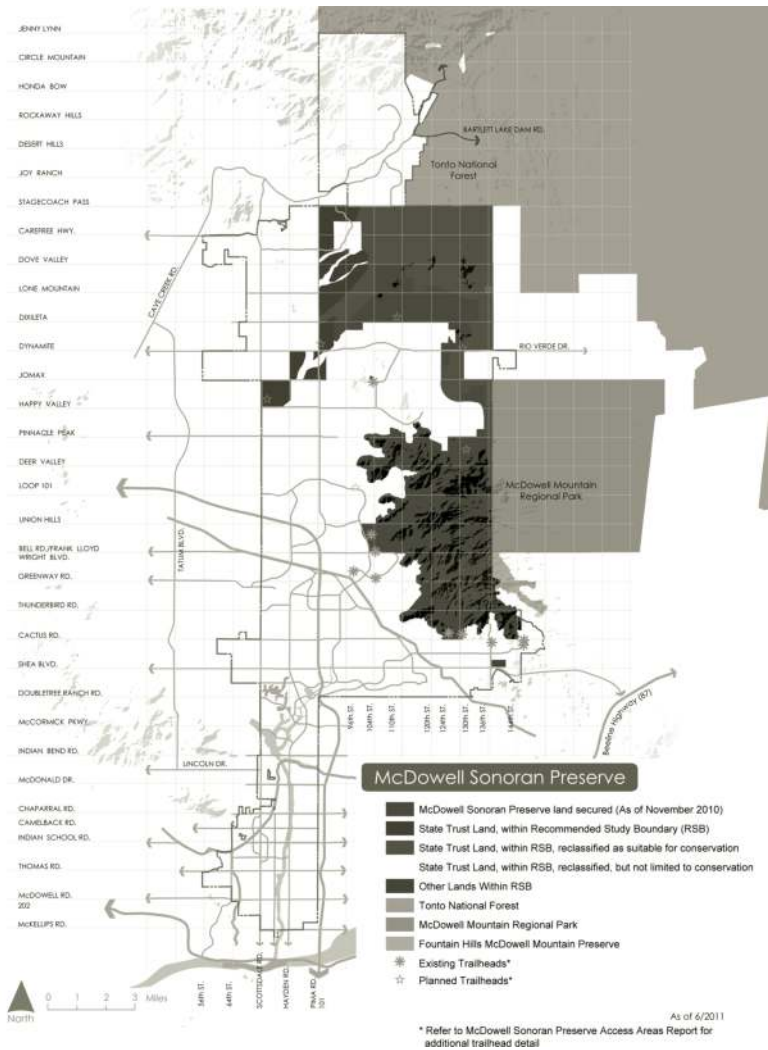 JENNY LYNN
CIRCLE MOUNTAIN
HONDA BOW
ROCKAWAY HILLS
DESERT HILLS
JOY RANCH
STAGECOACH PASS
CAREFREE HWY.
DOVE VALLEY
LONE MOUNTAIN
DIXILETA
DYNAMITE
JOMAX
HAPPY VALLEY
PINNACLE PEAK
DEER VALLEY
LOOP 101
UNION HILLS
BELL RD./FRANK LLOYD
WRIGHT BLVD.
GREENWAY RD.
THUNDERBIRD RD.
CACTUS RD.
SHEA BLVD.
DOUBLETREE RANCH RD.
McCORMICK PKWY.
INDIAN BEND RD.
McDONALD DR.
CHAPARRAL RD.
CAMELBACK RD.
INDIAN SCHOOL RD.
THOMAS RD.
McDOWELL RD.
202
McKELLIPS RD.
BARTLETT LAKE DAM RD.
Tonto National
Forest
CAVE CREEK RD.
RIO VERDE DR.
McDowell Mountain
Regional Park
TATUM BLVD.
96th ST.
104th ST.
110th ST.
120th ST.
124th ST.
130th ST.
136th ST.
144th ST.
Beeline Highway (87)
LINCOLN DR.
McDowell Sonoran Preserve
McDowell Sonoran Preserve land secured (As of November 2010)
State Trust Land, within Recommended Study Boundary (RSB)
State Trust Land, within RSB, reclassified as suitable for conservation
State Trust Land, within RSB, reclassified, but not limited to conservation
Other Lands Within RSB
Tonto National Forest
McDowell Mountain Regional Park
Fountain Hills McDowell Mountain Preserve
Existing Trailheads*
Planned Trailheads*
56th ST.
64th ST.
SCOTTSDALE RD.
HAYDEN RD.
PIMA RD.
101
North
0 1 2 3 Miles
As of 6/2011
* Refer to McDowell Sonoran Preserve Access Areas Report for
additional trailhead detail